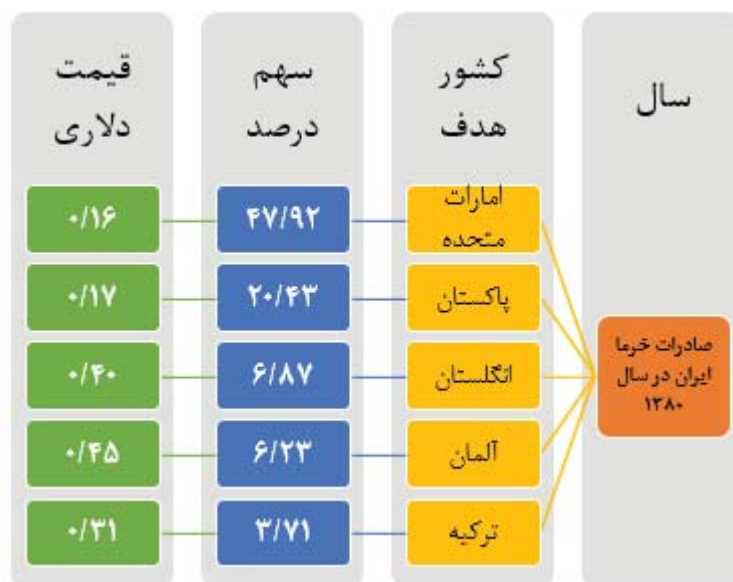 سال
کشور
هدف
سهم
درصد
قیمت
دلاری
صادرات خرما
ایران در سال
۱۳۸۰
امارات
متحده
۴۷/۹۲
۰/۱۶
پاکستان
۲۰/۴۳
۰/۱۷
انگلستان
۶/۸۷
۰/۴۰
آلمان
۶/۲۳
۰/۴۵
ترکیه
۳/۷۱
۰/۳۱